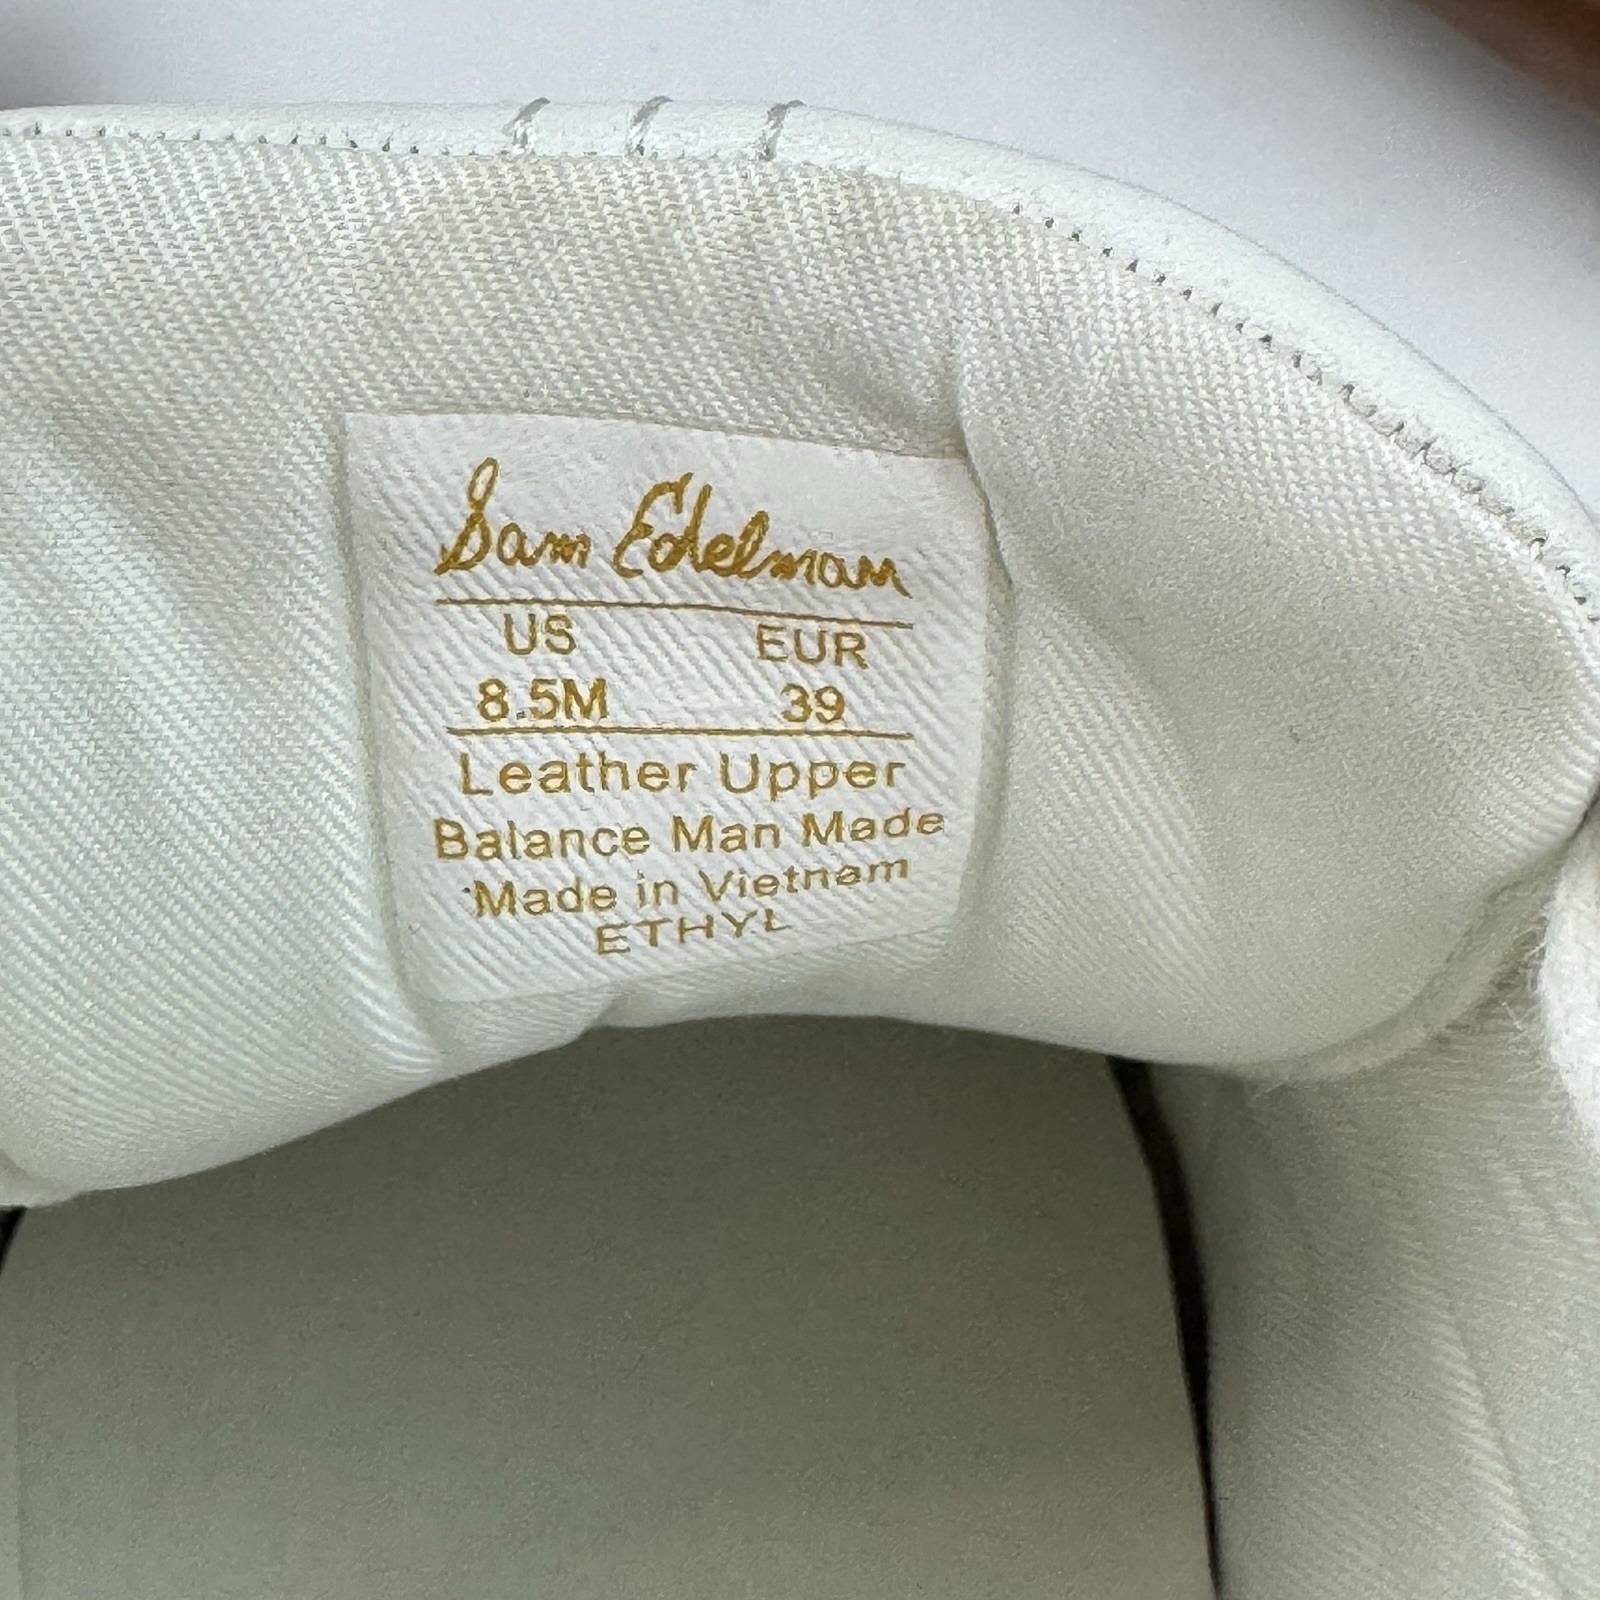 Sam Edelman
US EUR
8.5M 39
Leather Upper
Balance Man Made
Made in Vietnam
ETHYL